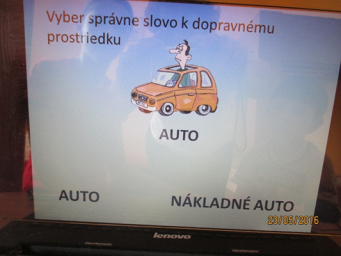 Vyber správne slovo k dopravnému
prostriedku
AUTO
AUTO
NÁKLADNÉ AUTO
23/05/2016
lenovo